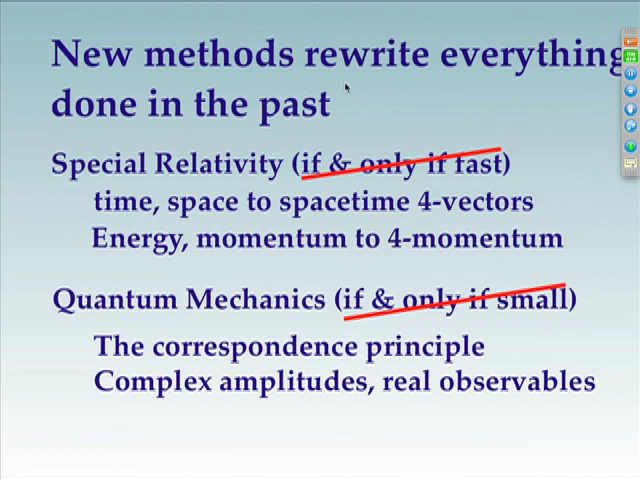 New methods rewrite everything
done in the past
Special Relativity (if & only if fast)
time, space to spacetime 4-vectors
Energy, momentum to 4-momentum
Quantum Mechanics (if & only if small)
The correspondence principle
Complex amplitudes, real observables